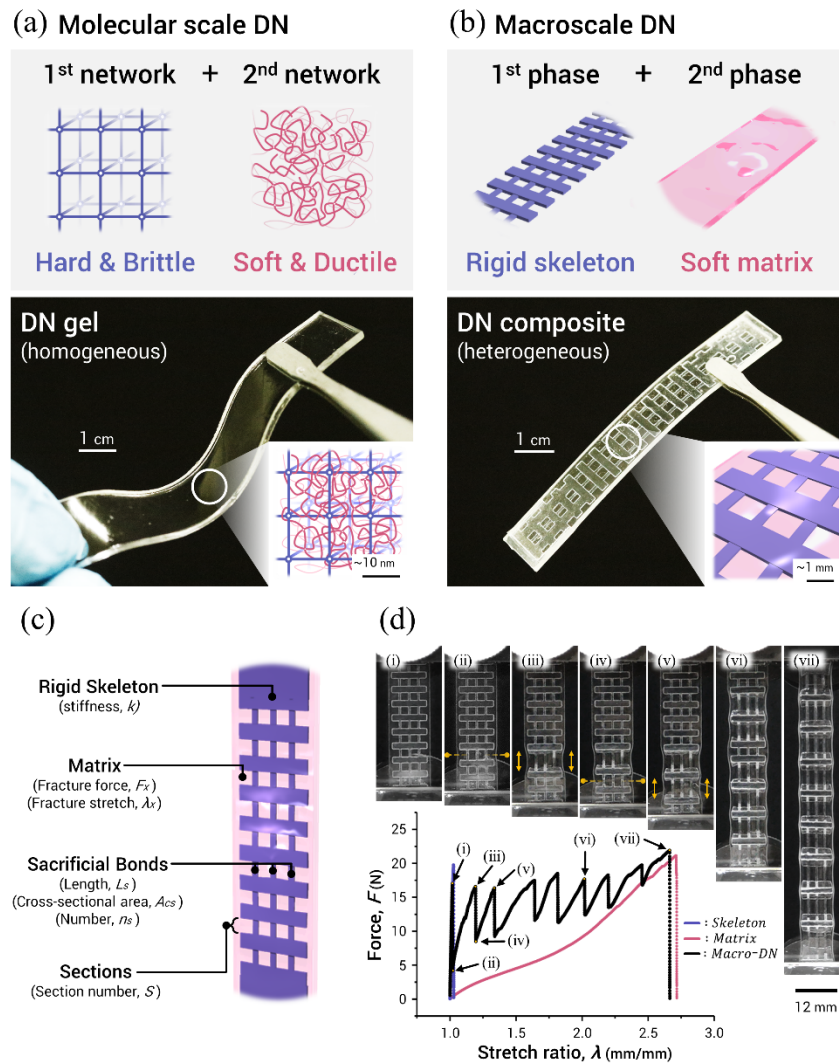 (a) Molecular scale DN
1st network + 2nd network
Hard & Brittle Soft & Ductile
DN gel
(homogeneous)
1 cm
~10 nm
(b) Macroscale DN
1st phase + 2nd phase
Rigid skeleton Soft matrix
DN composite
(heterogeneous)
1 cm
~1 mm
(c)
Rigid Skeleton
(stiffness, k)
Matrix
(Fracture force, Fx)
(Fracture stretch, λx)
Sacrificial Bonds
(Length, Ls)
(Cross-sectional area, Acs)
(Number, ns)
Sections
(Section number, S)
(d)
(i) (ii) (iii) (iv) (v) (vi) (vii)
25
20
15
10
5
0
Force, F (N)
(i) (iii) (v) (vi) (vii)
(iv)
(ii)
: Skeleton
: Matrix
: Macro-DN
1.0 1.5 2.0 2.5 3.0
Stretch ratio, λ (mm/mm)
12 mm